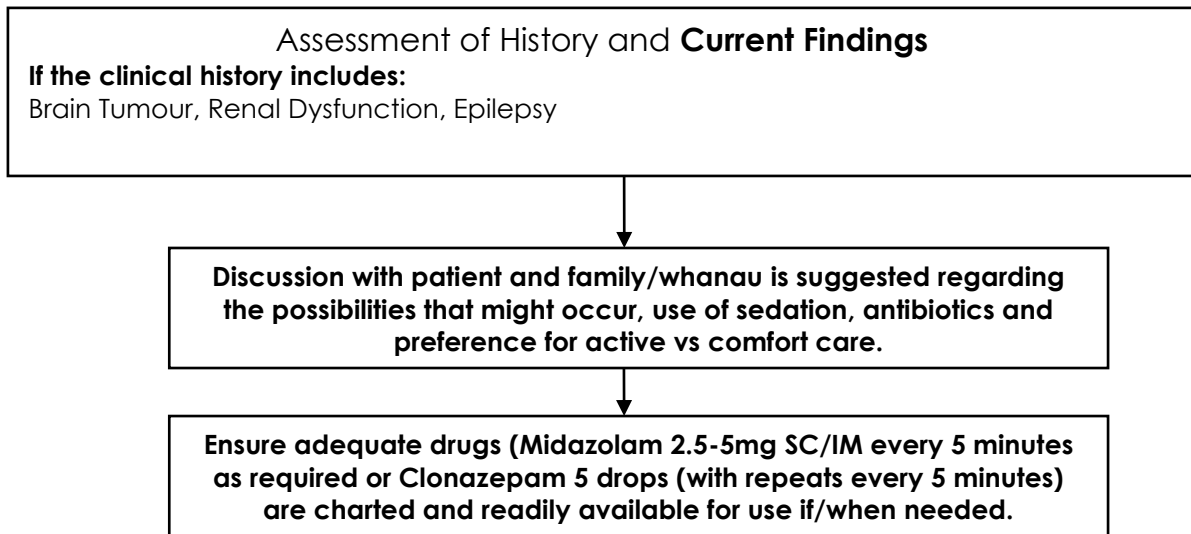 Assessment of History and Current Findings
If the clinical history includes:
Brain Tumour, Renal Dysfunction, Epilepsy
Discussion with patient and family/whanau is suggested regarding
the possibilities that might occur, use of sedation, antibiotics and
preference for active vs comfort care.
Ensure adequate drugs (Midazolam 2.5-5mg SC/IM every 5 minutes
as required or Clonazepam 5 drops (with repeats every 5 minutes)
are charted and readily available for use if/when needed.